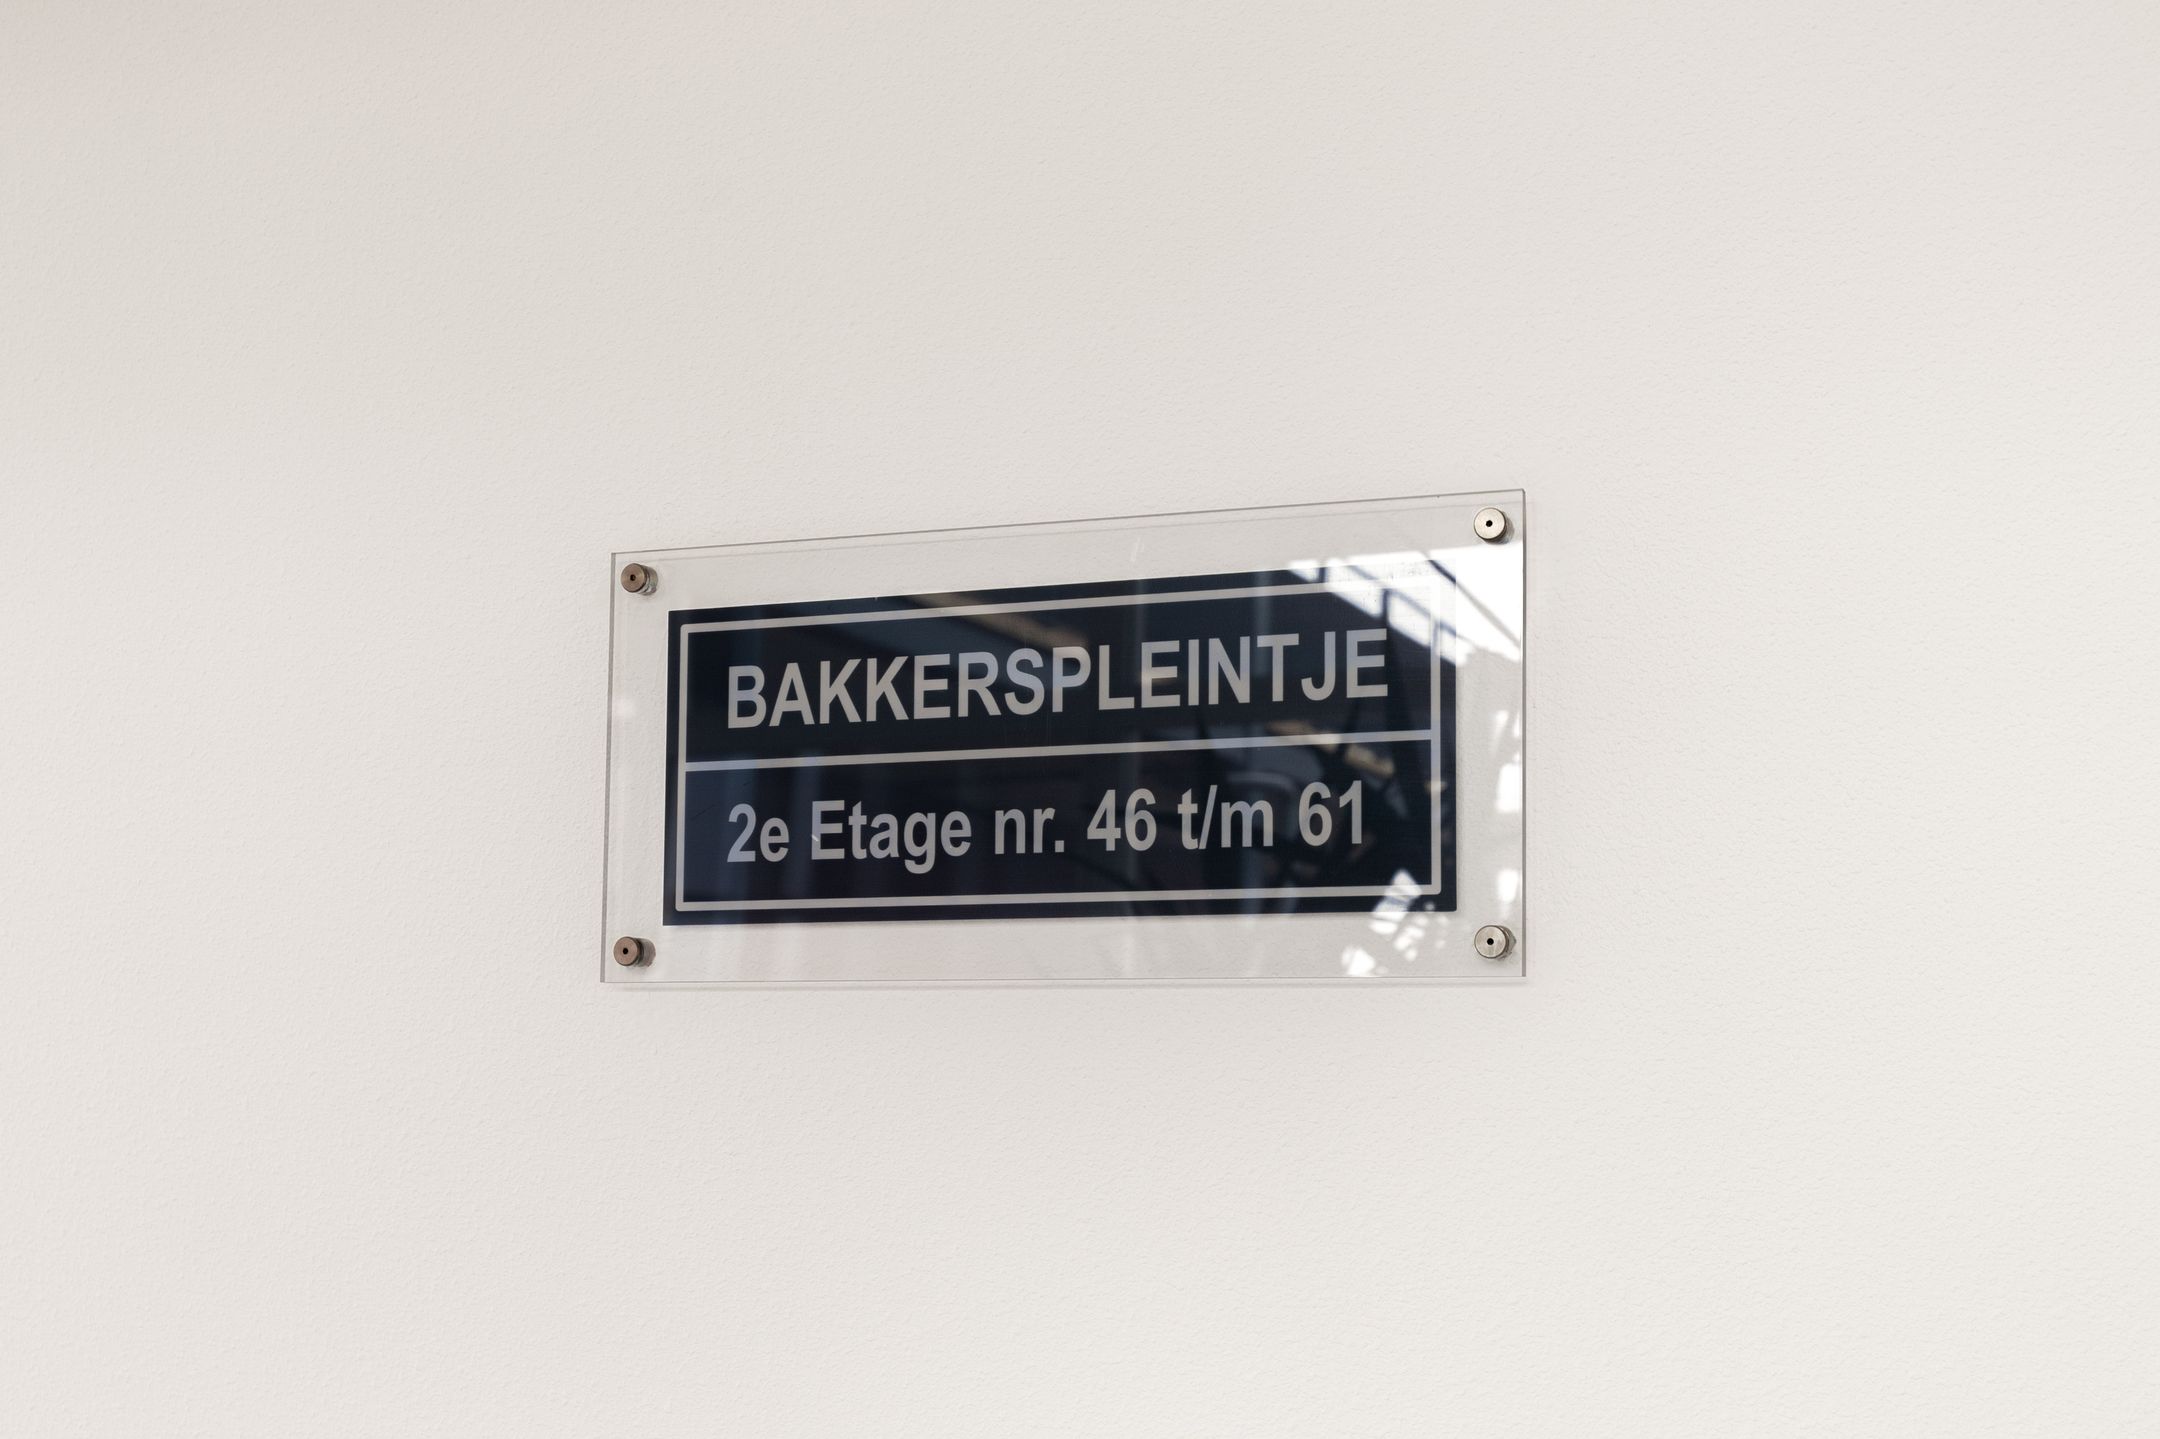 BAKKERSPLEINTJE
2e Etage nr. 46 t/m 61